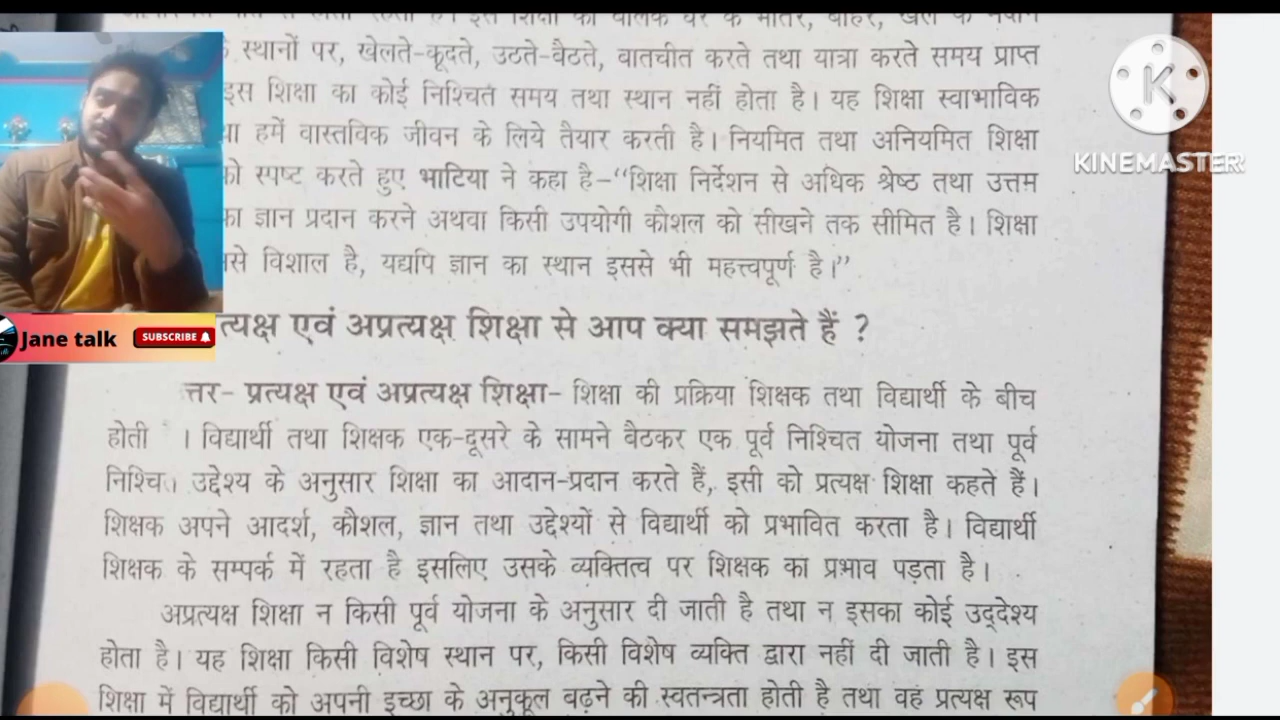 स्थानों पर, खेलते-कूदते, उठते-बैठते, बातचीत करते तथा यात्रा करते समय प्राप्त
इस शिक्षा का कोई निश्चित समय तथा स्थान नहीं होता है। यह शिक्षा स्वाभाविक
हमें वास्तविक जीवन के लिये तैयार करती है। नियमित तथा अनियमित शिक्षा
को स्पष्ट करते हुए भाटिया ने कहा है–“शिक्षा निर्देशन से अधिक श्रेष्ठ तथा उत्तम
ज्ञान प्रदान करने अथवा किसी उपयोगी कौशल को सीखने तक सीमित है। शिक्षा
से विशाल है, यद्यपि ज्ञान का स्थान इससे भी महत्त्वपूर्ण है।”
त्यक्ष एवं अप्रत्यक्ष शिक्षा से आप क्या समझते हैं ?
त्तर– प्रत्यक्ष एवं अप्रत्यक्ष शिक्षा– शिक्षा की प्रक्रिया शिक्षक तथा विद्यार्थी के बीच
होती । विद्यार्थी तथा शिक्षक एक-दूसरे के सामने बैठकर एक पूर्व निश्चित योजना तथा पूर्व
निश्चि उद्देश्य के अनुसार शिक्षा का आदान-प्रदान करते हैं, इसी को प्रत्यक्ष शिक्षा कहते हैं।
शिक्षक अपने आदर्श, कौशल, ज्ञान तथा उद्देश्यों से विद्यार्थी को प्रभावित करता है। विद्यार्थी
शिक्षक के सम्पर्क में रहता है इसलिए उसके व्यक्तित्व पर शिक्षक का प्रभाव पड़ता है।
अप्रत्यक्ष शिक्षा न किसी पूर्व योजना के अनुसार दी जाती है तथा न इसका कोई उद्देश्य
होता है। यह शिक्षा किसी विशेष स्थान पर, किसी विशेष व्यक्ति द्वारा नहीं दी जाती है। इस
शिक्षा में विद्यार्थी को अपनी इच्छा के अनुकूल बढ़ने की स्वतन्त्रता होती है तथा वह प्रत्यक्ष रूप
Jane talk
SUBSCRIBE
K
KINEMASTER